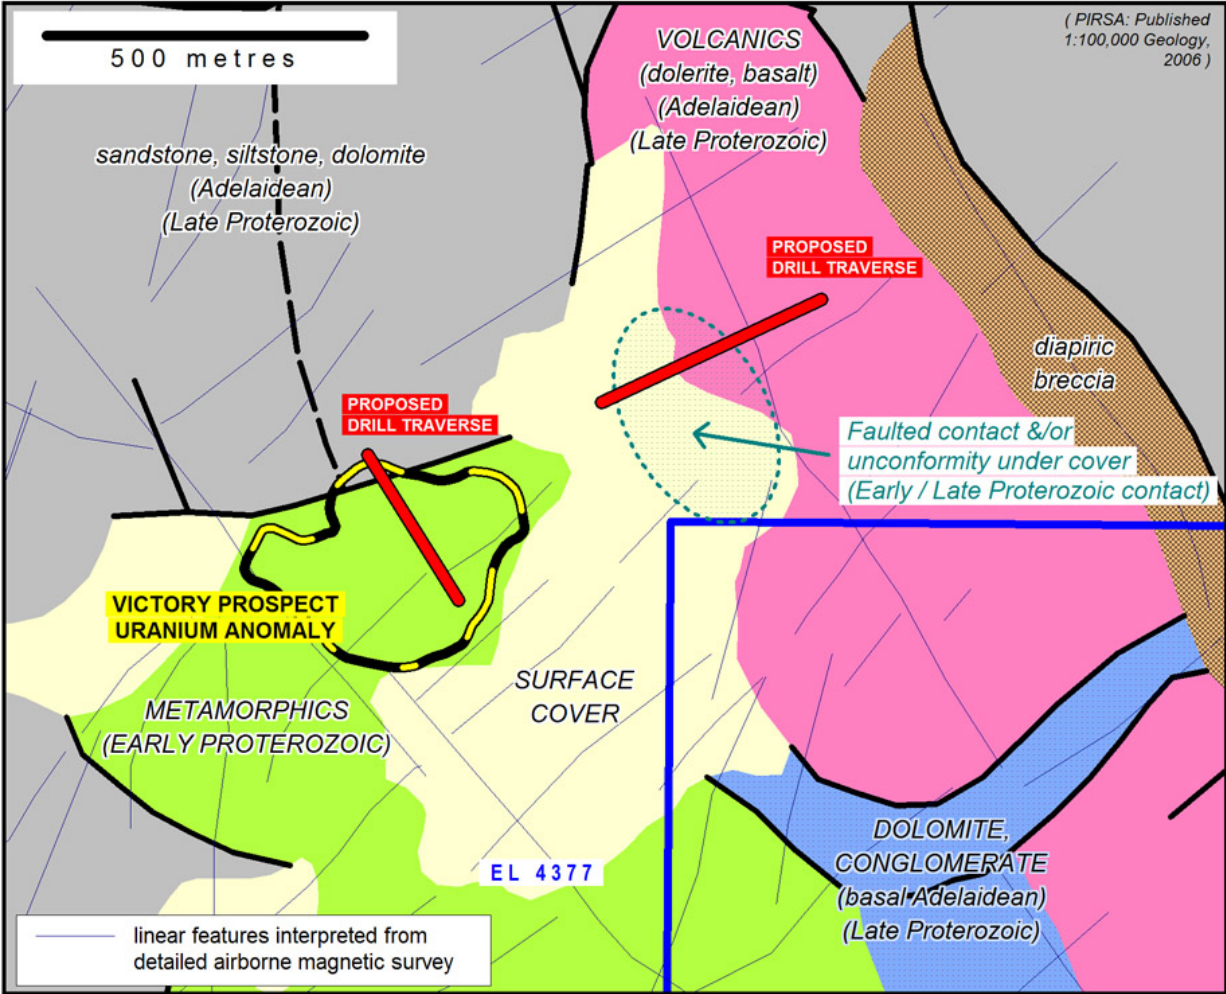 500 metres
( PIRSA: Published
1:100,000 Geology,
2006 )
VOLCANICS
(dolerite, basalt)
(Adelaidean)
(Late Proterozoic)
sandstone, siltstone, dolomite
(Adelaidean)
(Late Proterozoic)
PROPOSED
DRILL TRAVERSE
diapiric
breccia
PROPOSED
DRILL TRAVERSE
Faulted contact &/or
unconformity under cover
(Early / Late Proterozoic contact)
VICTORY PROSPECT
URANIUM ANOMALY
SURFACE
COVER
METAMORPHICS
(EARLY PROTEROZOIC)
DOLOMITE,
CONGLOMERATE
(basal Adelaidean)
(Late Proterozoic)
EL 4377
linear features interpreted from
detailed airborne magnetic survey